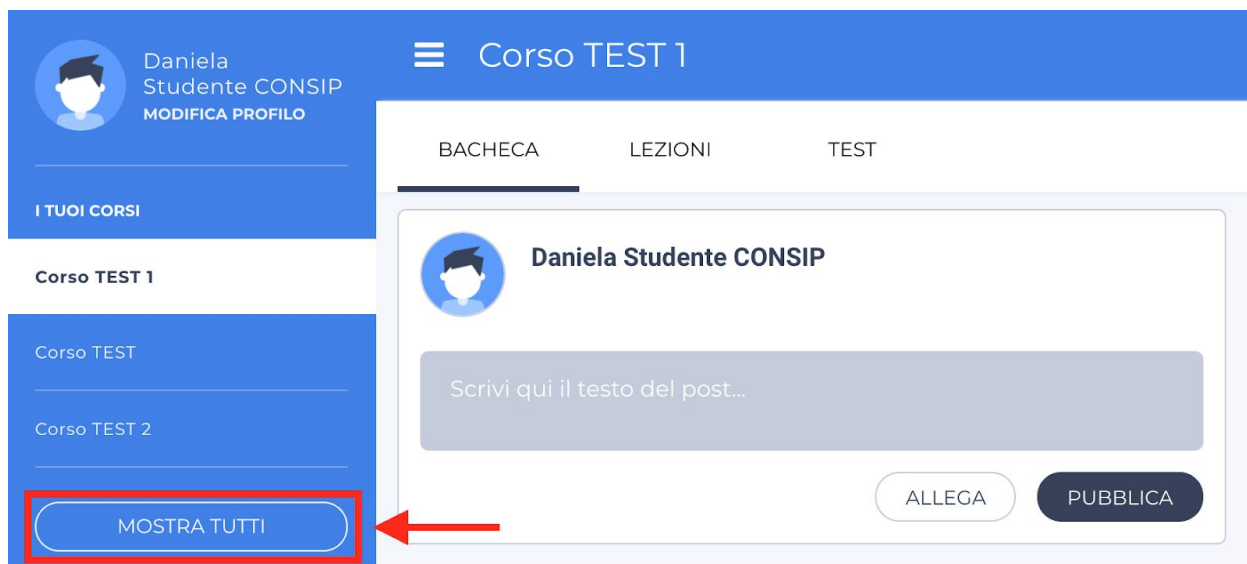 Daniela
Studente CONSIP
MODIFICA PROFILO
I TUOI CORSI
Corso TEST 1
Corso TEST
Corso TEST 2
MOSTRA TUTTI
Corso TEST 1
BACHECA LEZIONI TEST
Daniela Studente CONSIP
Scrivi qui il testo del post...
ALLEGA PUBBLICA